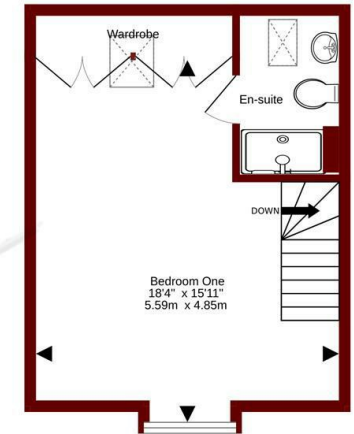 Wardrobe
En-suite
DOWN
Bedroom One
18'4" x 15'11"
5.59m x 4.85m